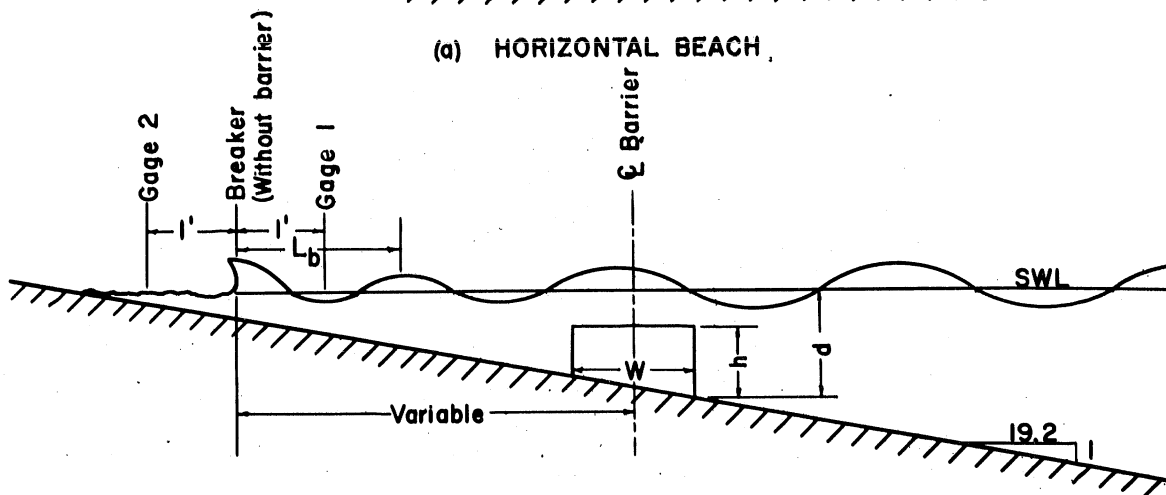 (a) HORIZONTAL BEACH
Gage 2
Breaker
(Without barrier)
Gage 1
℄ Barrier
1'
1'
L_b
SWL
h
d
W
Variable
19.2
1